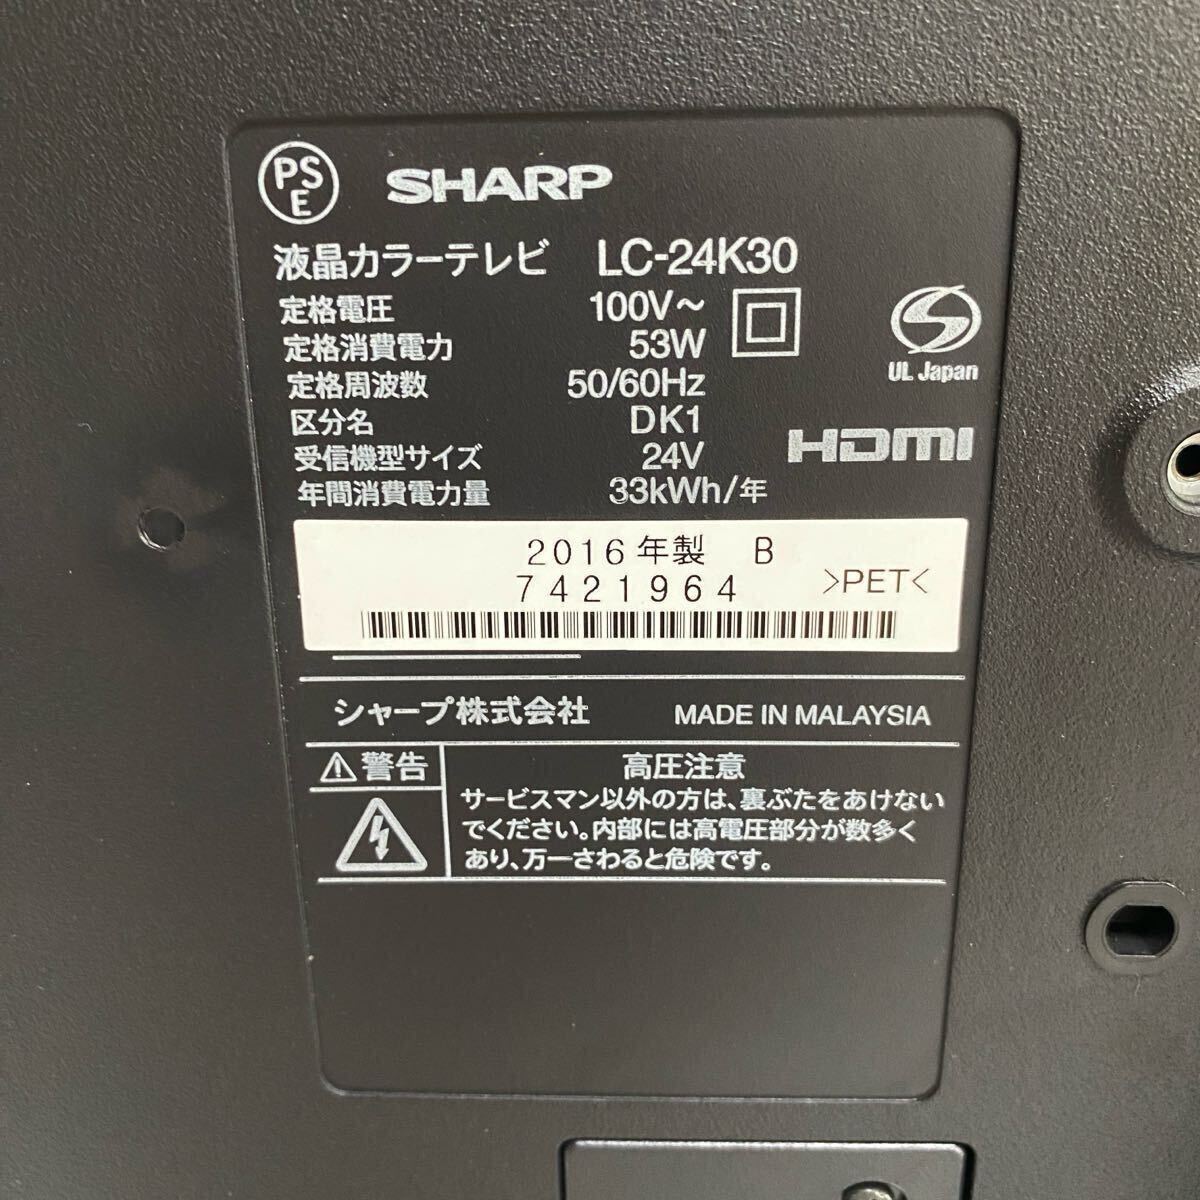 PS
E
SHARP
液晶カラーテレビ LC-24K30
定格電圧 100V～
定格消費電力 53W
定格周波数 50/60Hz
区分名 DK1
受信機型サイズ 24V
年間消費電力量 33kWh/年
UL Japan
HDMI
2016年製 B
7421964 >PET<
シャープ株式会社 MADE IN MALAYSIA
警告
高圧注意
サービスマン以外の方は、裏ぶたをあけない
でください。内部には高電圧部分が数多く
あり、万一さわると危険です。